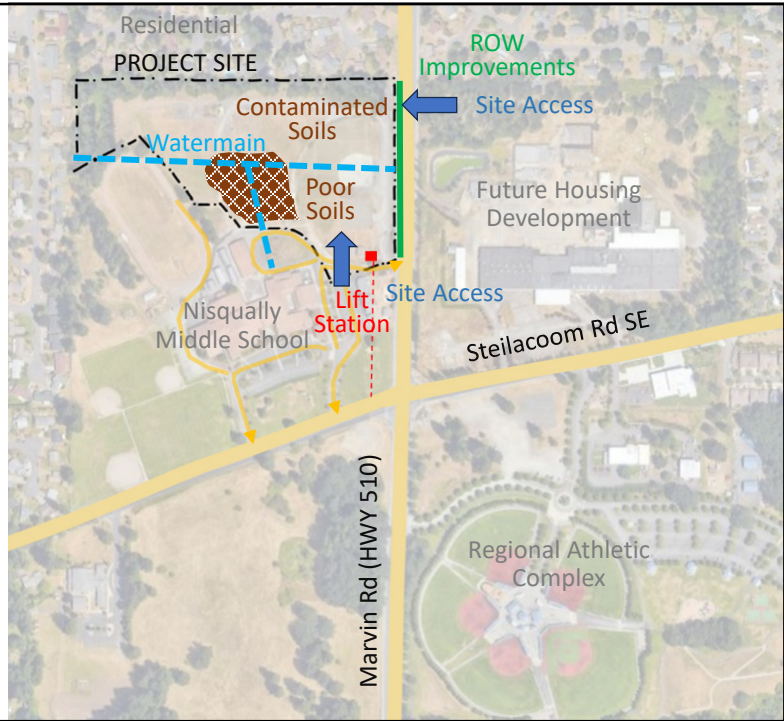 Residential
PROJECT SITE
ROW
Improvements
Contaminated
Soils
Site Access
Watermain
Poor
Soils
Future Housing
Development
Site Access
Lift
Station
Nisqually
Middle School
Steilacoom Rd SE
Marvin Rd (HWY 510)
Regional Athletic
Complex